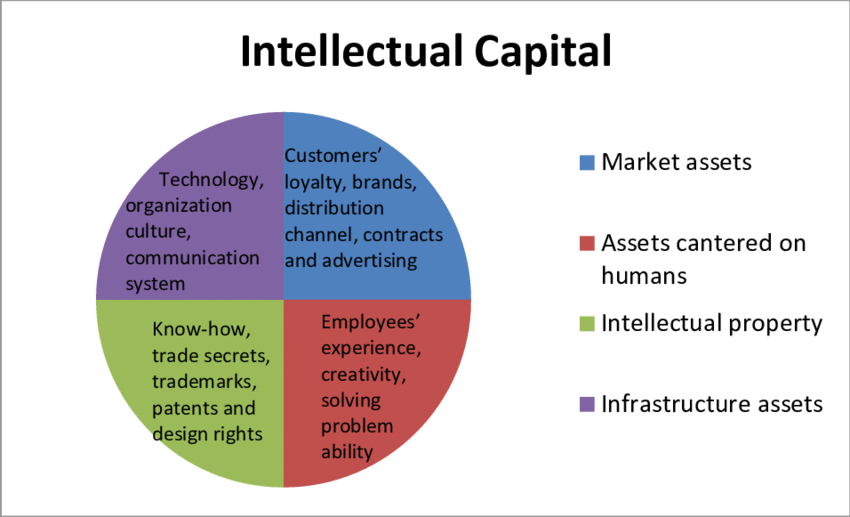 Intellectual Capital
Customers’
loyalty, brands,
distribution
channel, contracts
and advertising
Technology,
organization
culture,
communication
system
Know-how,
trade secrets,
trademarks,
patents and
design rights
Employees’
experience,
creativity,
solving
problem
ability
Market assets
Assets cantered on
humans
Intellectual property
Infrastructure assets